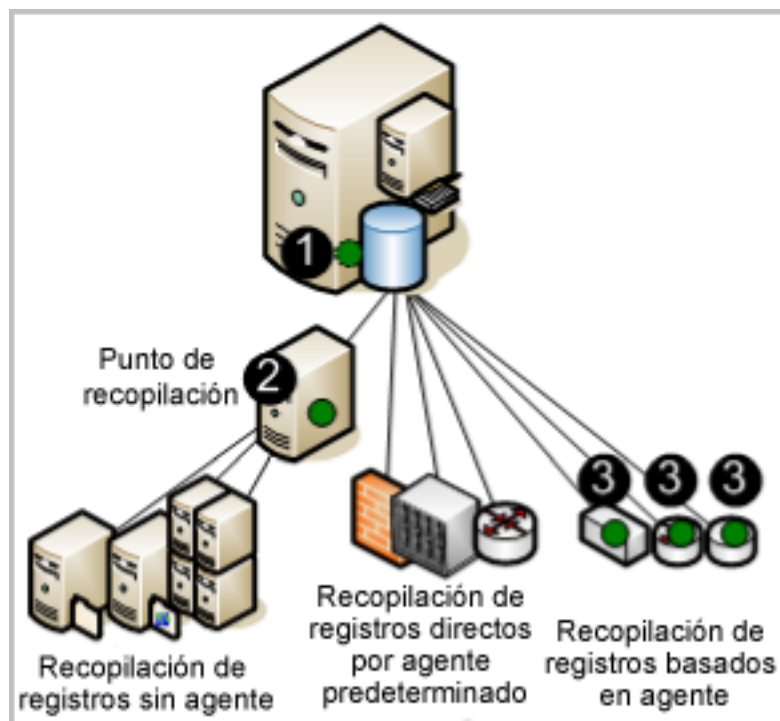 1
Punto de
recopilación
2
3 3 3
Recopilación de
registros sin agente
Recopilación de
registros directos
por agente
predeterminado
Recopilación de
registros basados
en agente